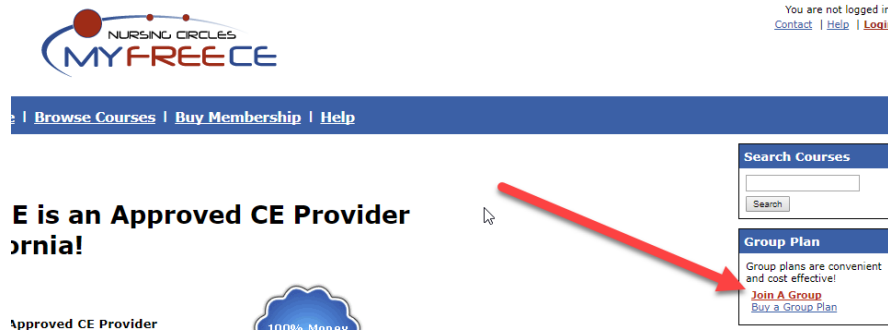 NURSING CIRCLES
MYFREECE
You are not logged in
Contact | Help | Login
| Browse Courses | Buy Membership | Help
Search Courses
Search
E is an Approved CE Provider
ornia!
Group Plan
Group plans are convenient
and cost effective!
Join A Group
Buy a Group Plan
Approved CE Provider
100% Money